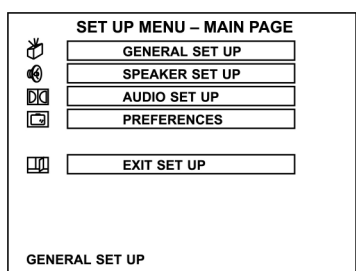 SET UP MENU – MAIN PAGE
GENERAL SET UP
SPEAKER SET UP
AUDIO SET UP
PREFERENCES
EXIT SET UP
GENERAL SET UP